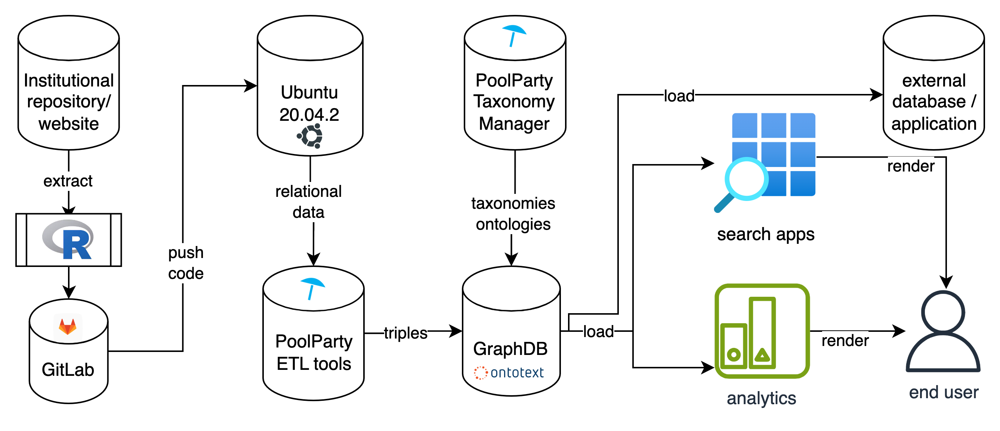 Institutional
repository/
website
extract
R
GitLab
push
code
Ubuntu
20.04.2
relational
data
PoolParty
ETL tools
triples
PoolParty
Taxonomy
Manager
taxonomies
ontologies
GraphDB
ontotext
load
load
external
database /
application
search apps
render
analytics
render
end user